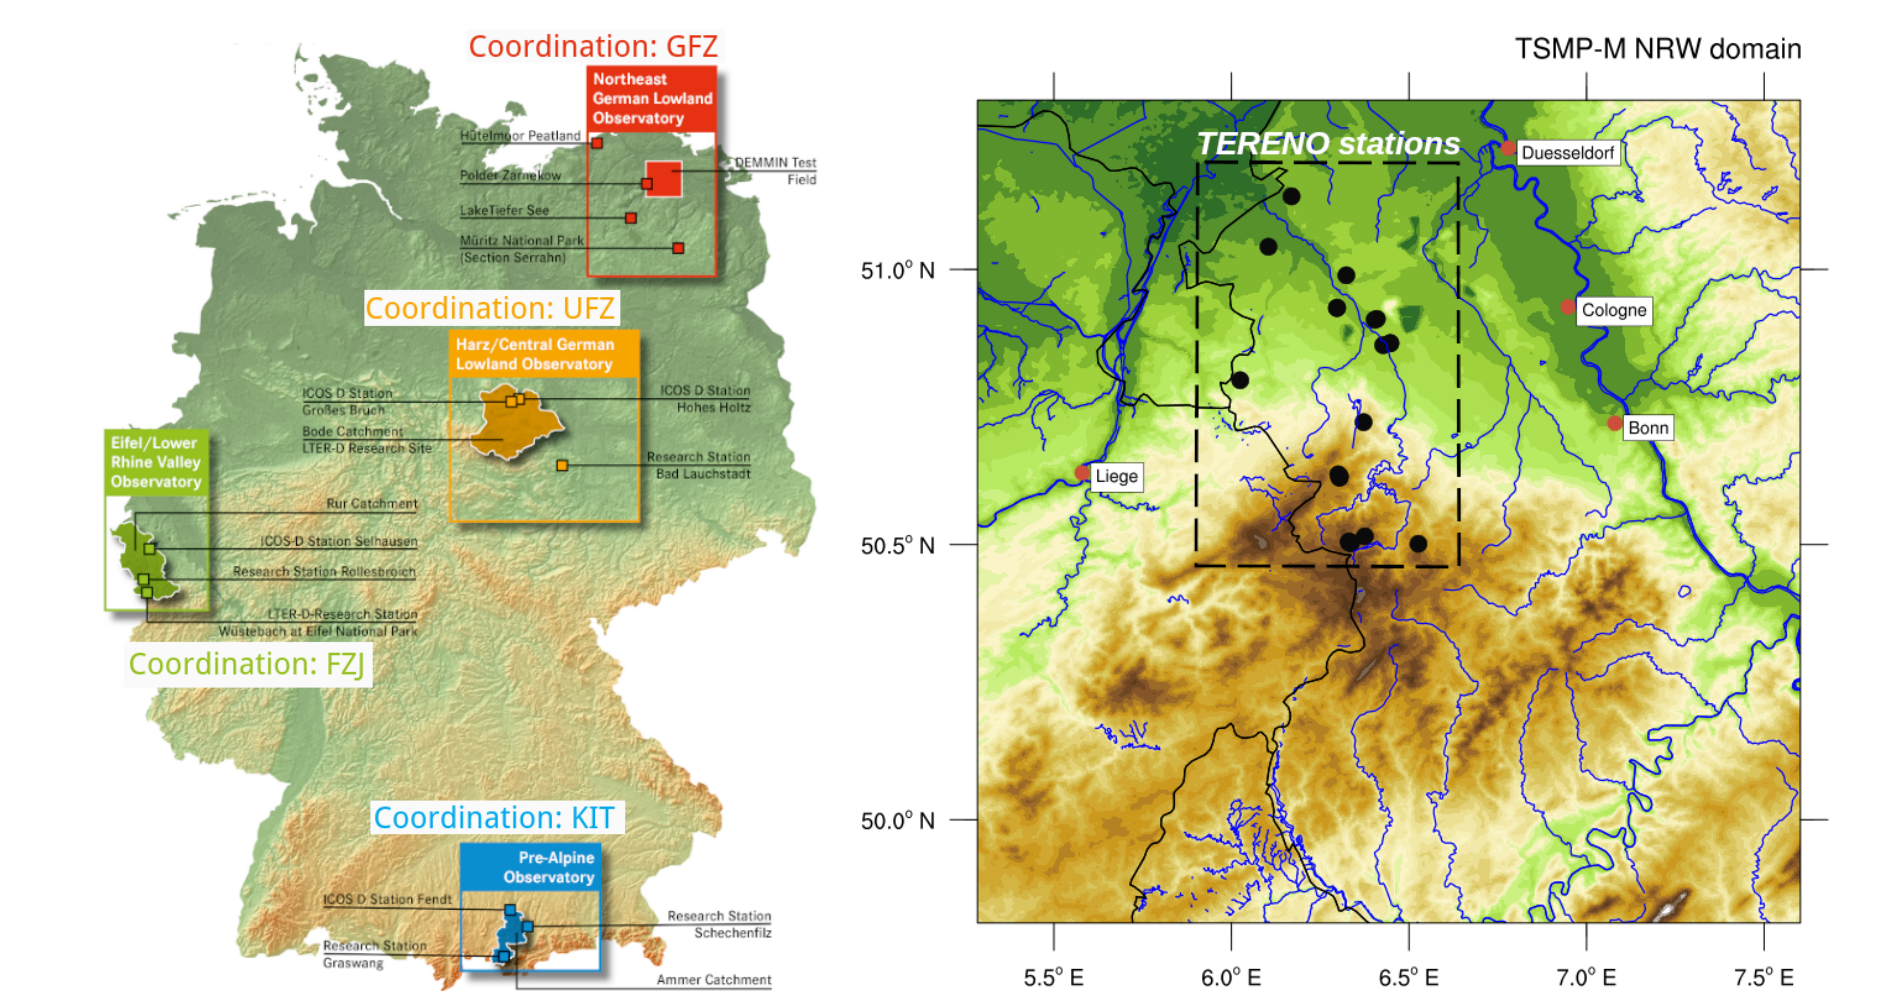 Coordination: GFZ
Northeast
German Lowland
Observatory
Hütelmoor Peatland
DEMMIN Test
Field
Polder Zarnekow
LakeTiefer See
Müritz National Park
(Section Serrahn)
Coordination: UFZ
Harz/Central German
Lowland Observatory
ICOS D Station
Großes Bruch
ICOS D Station
Hohes Holtz
Bode Catchment
LTER-D Research Site
Research Station
Bad Lauchstadt
Eifel/Lower
Rhine Valley
Observatory
Rur Catchment
ICOS-D Station Selhausen
Research Station Rollesbroich
LTER-D-Research Station
Wüstebach at Eifel National Park
Coordination: FZJ
Coordination: KIT
Pre-Alpine
Observatory
ICOS D Station Fendt
Research Station
Schechenfilz
Research Station
Graswang
Ammer Catchment
TSMP-M NRW domain
TERENO stations
Duesseldorf
Cologne
Bonn
Liege
51.0° N
50.5° N
50.0° N
5.5° E
6.0° E
6.5° E
7.0° E
7.5° E